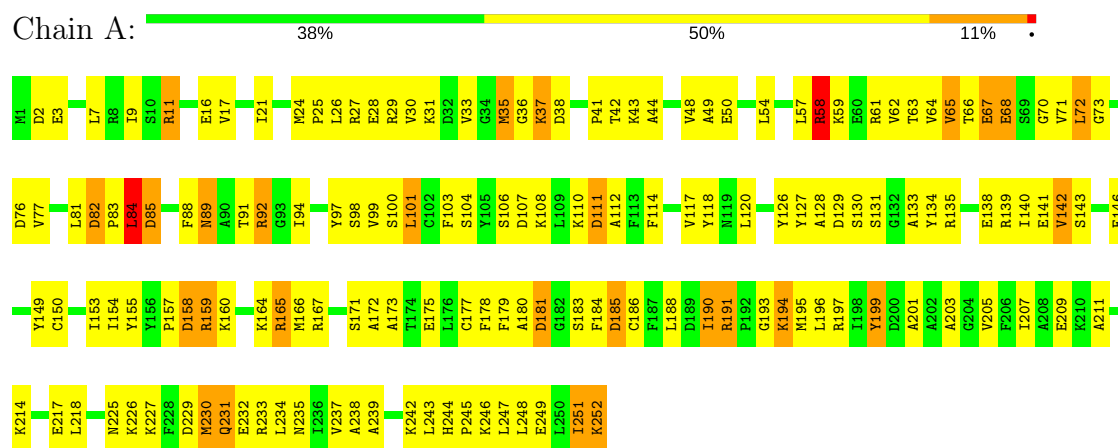 Chain A:
38% 50% 11% •
M1 D2 E3 L7 R8 I9 S10 R11 E16 V17 I21 M24 P25 L26 R27 E28 R29 V30 K31 D32 V33 G34 M35 G36 K37 D38 P41 T42 K43 A44 V48 A49 E50 L54 L57 R58 K59 E60 R61 V62 T63 V64 V65 T66 E67 E68 S69 G70 V71 L72 G73
D76 V77 L81 D82 P83 L84 D85 F88 N89 A90 T91 R92 G93 I94 Y97 S98 V99 S100 L101 C102 F103 S104 Y105 S106 D107 K108 L109 K110 D111 A112 F113 F114 V117 Y118 N119 L120 Y126 Y127 A128 D129 S130 S131 G132 A133 Y134 R135 E138 R139 I140 E141 V142 S143
Y149 C150 I153 I154 Y155 Y156 P157 D158 R159 K160 K164 R165 M166 R167 S171 A172 A173 T174 E175 L176 C177 F178 F179 A180 D181 G182 S183 F184 D185 C186 F187 L188 D189 I190 R191 P192 G193 K194 M195 L196 R197 I198 Y199 D200 A201 A202 A203 G204 V205 F206 I207 A208 E209 K210 A211
K214 E217 L218 N225 K226 K227 F228 D229 M230 Q231 E232 R233 L234 N235 I236 V237 A238 A239 K242 L243 H244 P245 K246 L247 L248 E249 L250 I251 K252